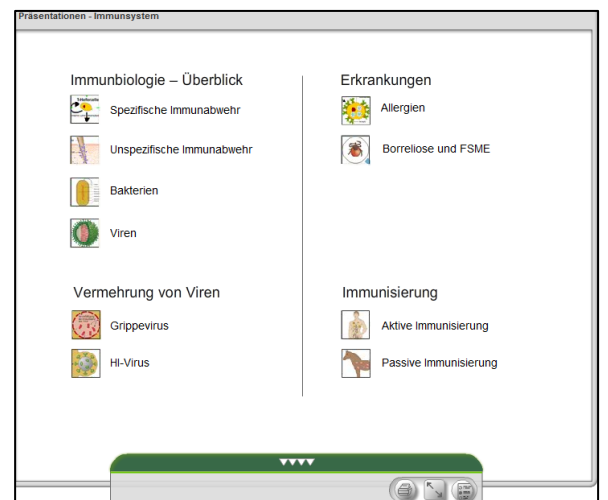 Präsentationen - Immunsystem
Immunbiologie – Überblick
Spezifische Immunabwehr
Unspezifische Immunabwehr
Bakterien
Viren
Erkrankungen
Allergien
Borreliose und FSME
Vermehrung von Viren
Grippevirus
HI-Virus
Immunisierung
Aktive Immunisierung
Passive Immunisierung